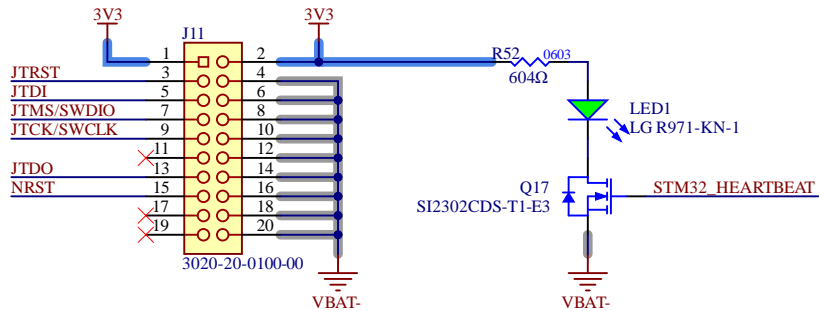 3V3
3V3
J11
1
2
R52
0603
604Ω
JTRST
3
4
JTDI
5
6
JTMS/SWDIO
7
8
JTCK/SWCLK
9
10
11
12
JTDO
13
14
NRST
15
16
17
18
19
20
3020-20-0100-00
VBAT-
LED1
LG R971-KN-1
Q17
SI2302CDS-T1-E3
STM32_HEARTBEAT
VBAT-